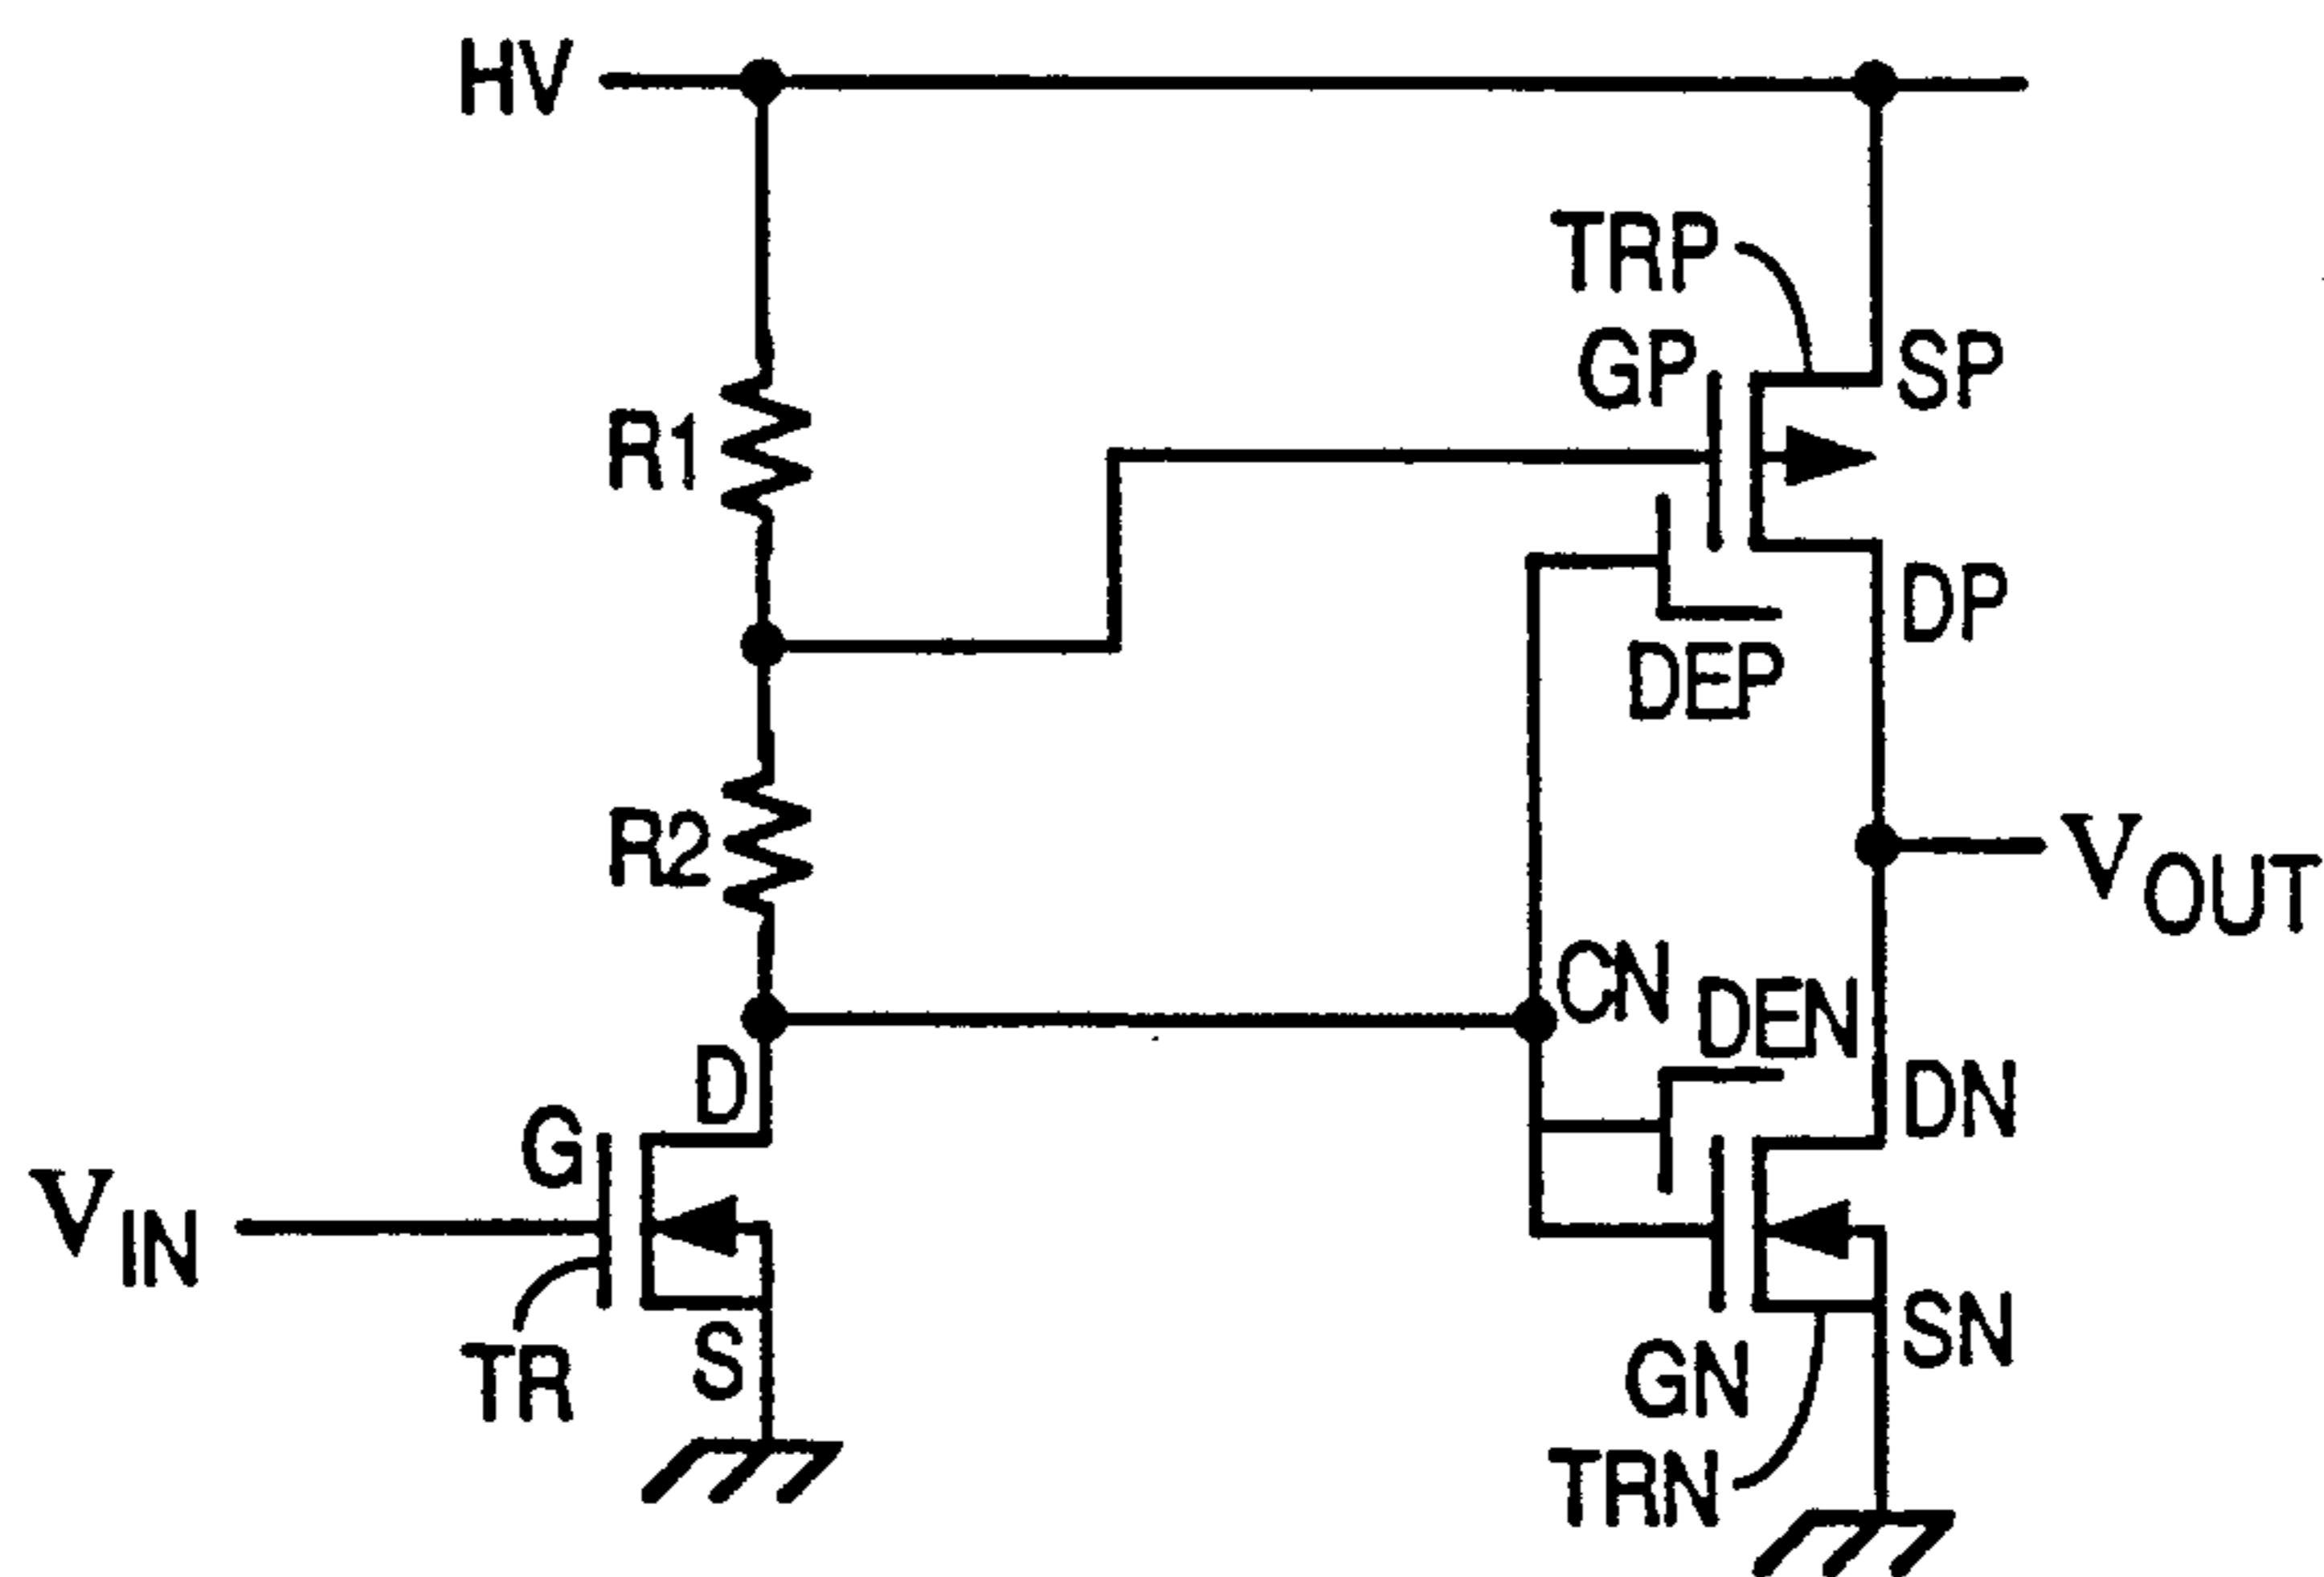 HV
TRP
GP
SP
R1
DP
DEP
R2
VOUT
CN
DEN
D
DN
G
VIN
S
SN
TR
GN
TRN